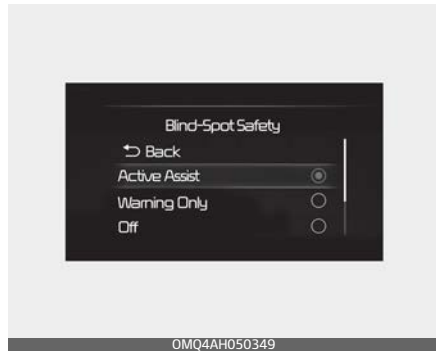 Blind-Spot Safety
⮌ Back
Active Assist
Warning Only
Off
OMQ4AH050349